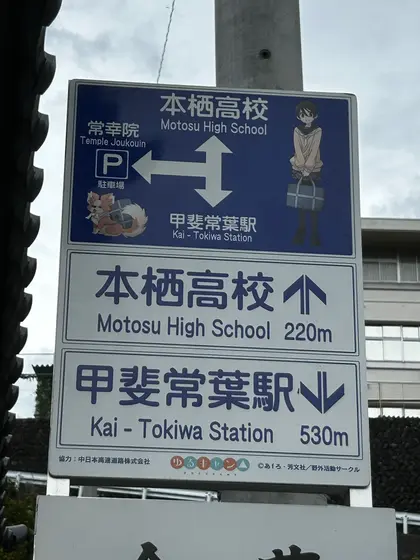 本栖高校
Motosu High School
常幸院
Temple Joukouin
P
駐車場
甲斐常葉駅
Kai - Tokiwa Station
本栖高校
Motosu High School 220m
甲斐常葉駅
Kai - Tokiwa Station 530m
協力：中日本高速道路株式会社
ゆるキャン△
©あfろ・芳文社／野外活動サークル